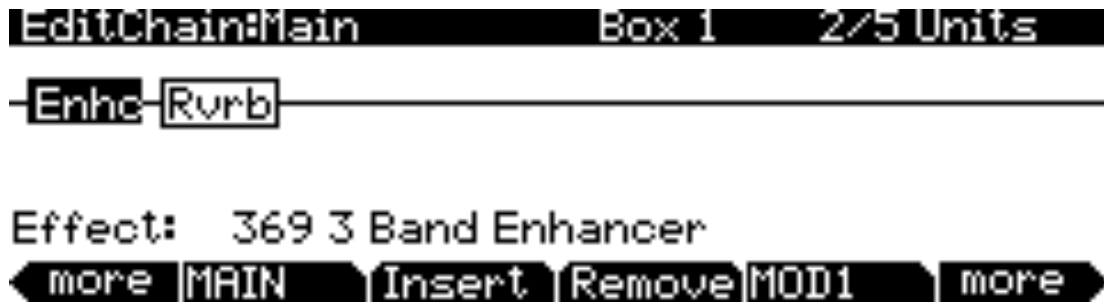 EditChain:Main Box 1 2/5 Units
Enhc Rvrb
Effect: 369 3 Band Enhancer
more MAIN Insert Remove MOD1 more